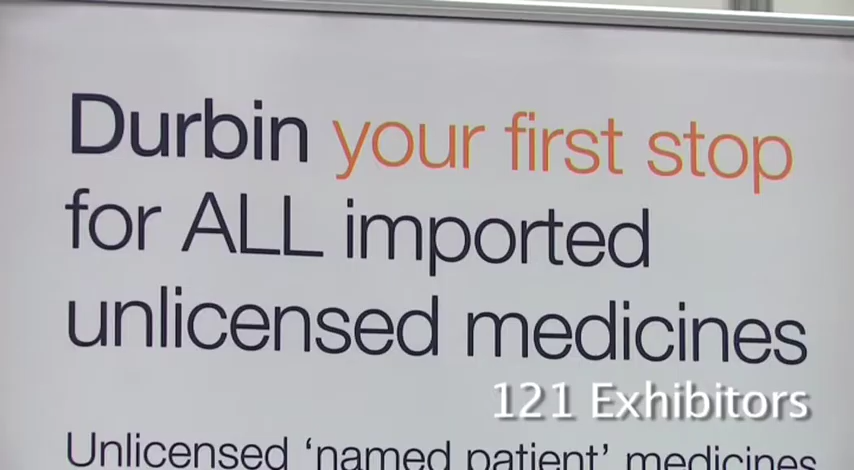 Durbin your first stop
for ALL imported
unlicensed medicines
121 Exhibitors
Unlicensed ‘named patient’ medicines